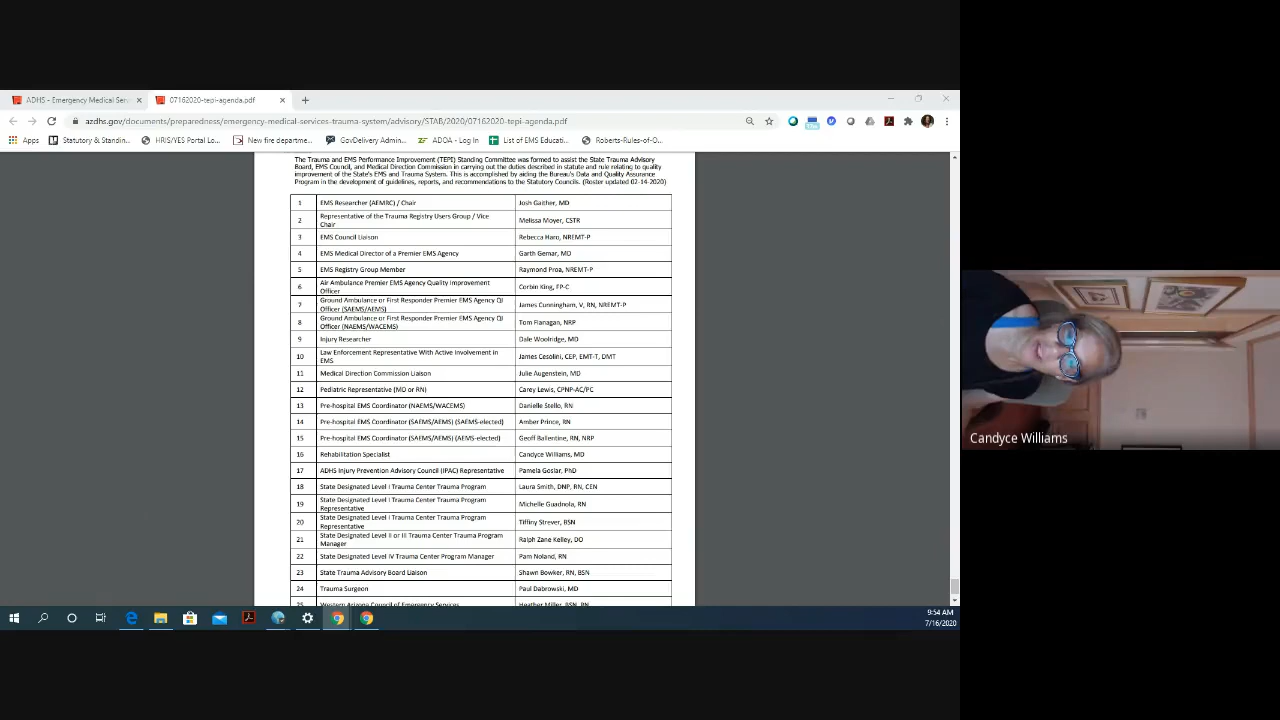 ADHS - Emergency Medical Serv
07162020-tepi-agenda.pdf
azdhs.gov/documents/preparedness/emergency-medical-services-trauma-system/advisory/STAB/2020/07162020-tepi-agenda.pdf
Apps Statutory & Standin... HRIS/YES Portal Lo... New fire departme... GovDelivery Admin... ADOA - Log in List of EMS Educati... Roberts-Rules-of-O...
The Trauma and EMS Performance Improvement (TEPI) Standing Committee was formed to assist the State Trauma Advisory
Board, EMS Council, and Medical Direction Commission in carrying out the duties described in statute and rule relating to quality
improvement of the State's EMS and Trauma System. This is accomplished by aiding the Bureau's Data and Quality Assurance
Program in the development of guidelines, reports, and recommendations to the Statutory Councils. (Roster updated 02-14-2020)
1 EMS Researcher (AEMRC) / Chair Josh Gaither, MD
2 Representative of the Trauma Registry Users Group / Vice
Chair Melissa Moyer, CSTR
3 EMS Council Liaison Rebecca Haro, NREMT-P
4 EMS Medical Director of a Premier EMS Agency Garth Gemar, MD
5 EMS Registry Group Member Raymond Proa, NREMT-P
6 Air Ambulance Premier EMS Agency Quality Improvement
Officer Corbin King, FP-C
7 Ground Ambulance or First Responder Premier EMS Agency QI
Officer (SAEMS/AEMS) James Cunningham, V, RN, NREMT-P
8 Ground Ambulance or First Responder Premier EMS Agency QI
Officer (NAEMS/WACEMS) Tom Flanagan, NRP
9 Injury Researcher Dale Woolridge, MD
10 Law Enforcement Representative With Active Involvement in
EMS James Cesolini, CEP, EMT-T, DMT
11 Medical Direction Commission Liaison Julie Augenstein, MD
12 Pediatric Representative (MD or RN) Carey Lewis, CPNP-AC/PC
13 Pre-hospital EMS Coordinator (NAEMS/WACEMS) Danielle Stello, RN
14 Pre-hospital EMS Coordinator (SAEMS/AEMS) (SAEMS-elected) Amber Prince, RN
15 Pre-hospital EMS Coordinator (SAEMS/AEMS) (AEMS-elected) Geoff Ballentine, RN, NRP
16 Rehabilitation Specialist Candyce Williams, MD
17 ADHS Injury Prevention Advisory Council (IPAC) Representative Pamela Goslar, PhD
18 State Designated Level I Trauma Center Trauma Program Laura Smith, DNP, RN, CEN
19 State Designated Level I Trauma Center Trauma Program
Representative Michelle Guadnola, RN
20 State Designated Level I Trauma Center Trauma Program
Representative Tiffiny Strever, BSN
21 State Designated Level II or III Trauma Center Trauma Program
Manager Ralph Zane Kelley, DO
22 State Designated Level IV Trauma Center Program Manager Pam Noland, RN
23 State Trauma Advisory Board Liaison Shawn Bowker, RN, BSN
24 Trauma Surgeon Paul Dabrowski, MD
25 Western Arizona Council of Emergency Services Heather Miller, BSN, RN
9:54 AM
7/16/2020
Candyce Williams